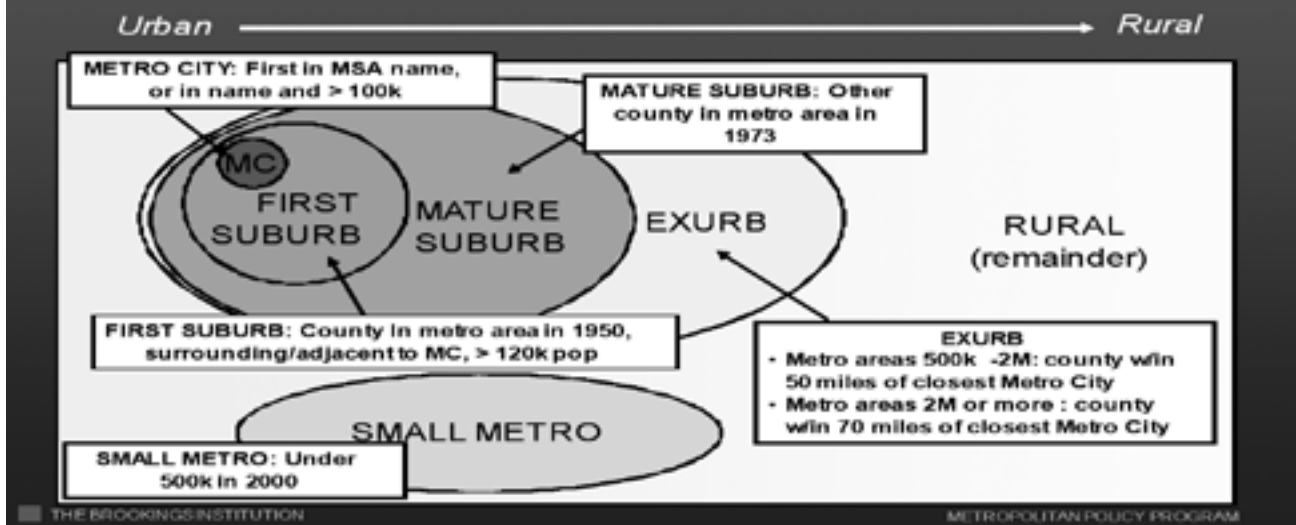 Urban
Rural
METRO CITY: First in MSA name,
or in name and > 100k
MATURE SUBURB: Other
county in metro area in
1973
MC
FIRST
SUBURB
MATURE
SUBURB
EXURB
RURAL
(remainder)
FIRST SUBURB: County in metro area in 1950,
surrounding/adjacent to MC, > 120k pop
EXURB
• Metro areas 500k -2M: county w/in
50 miles of closest Metro City
• Metro areas 2M or more : county
w/in 70 miles of closest Metro City
SMALL METRO
SMALL METRO: Under
500k in 2000
THE BROOKINGS INSTITUTION
METROPOLITAN POLICY PROGRAM